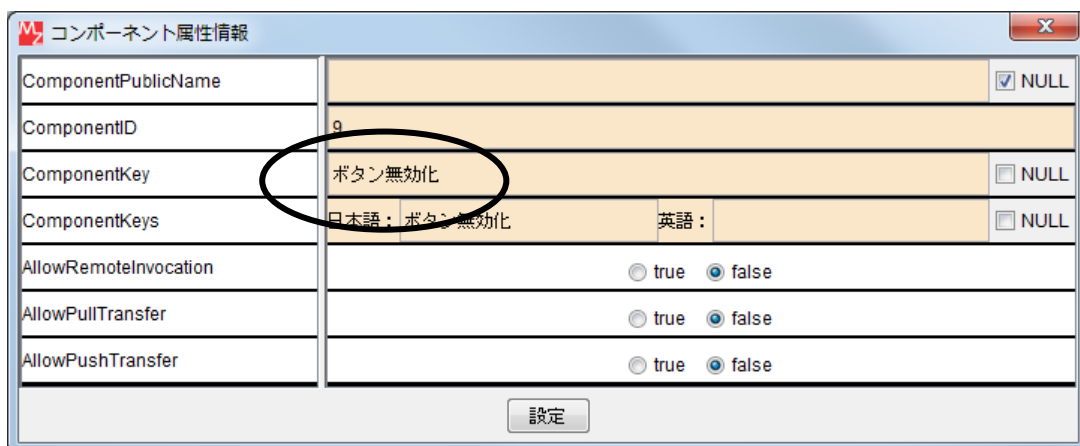 コンポーネント属性情報
ComponentPublicName NULL
ComponentID 9
ComponentKey ボタン無効化 NULL
ComponentKeys 日本語： ボタン無効化 英語： NULL
AllowRemoteInvocation true false
AllowPullTransfer true false
AllowPushTransfer true false
設定